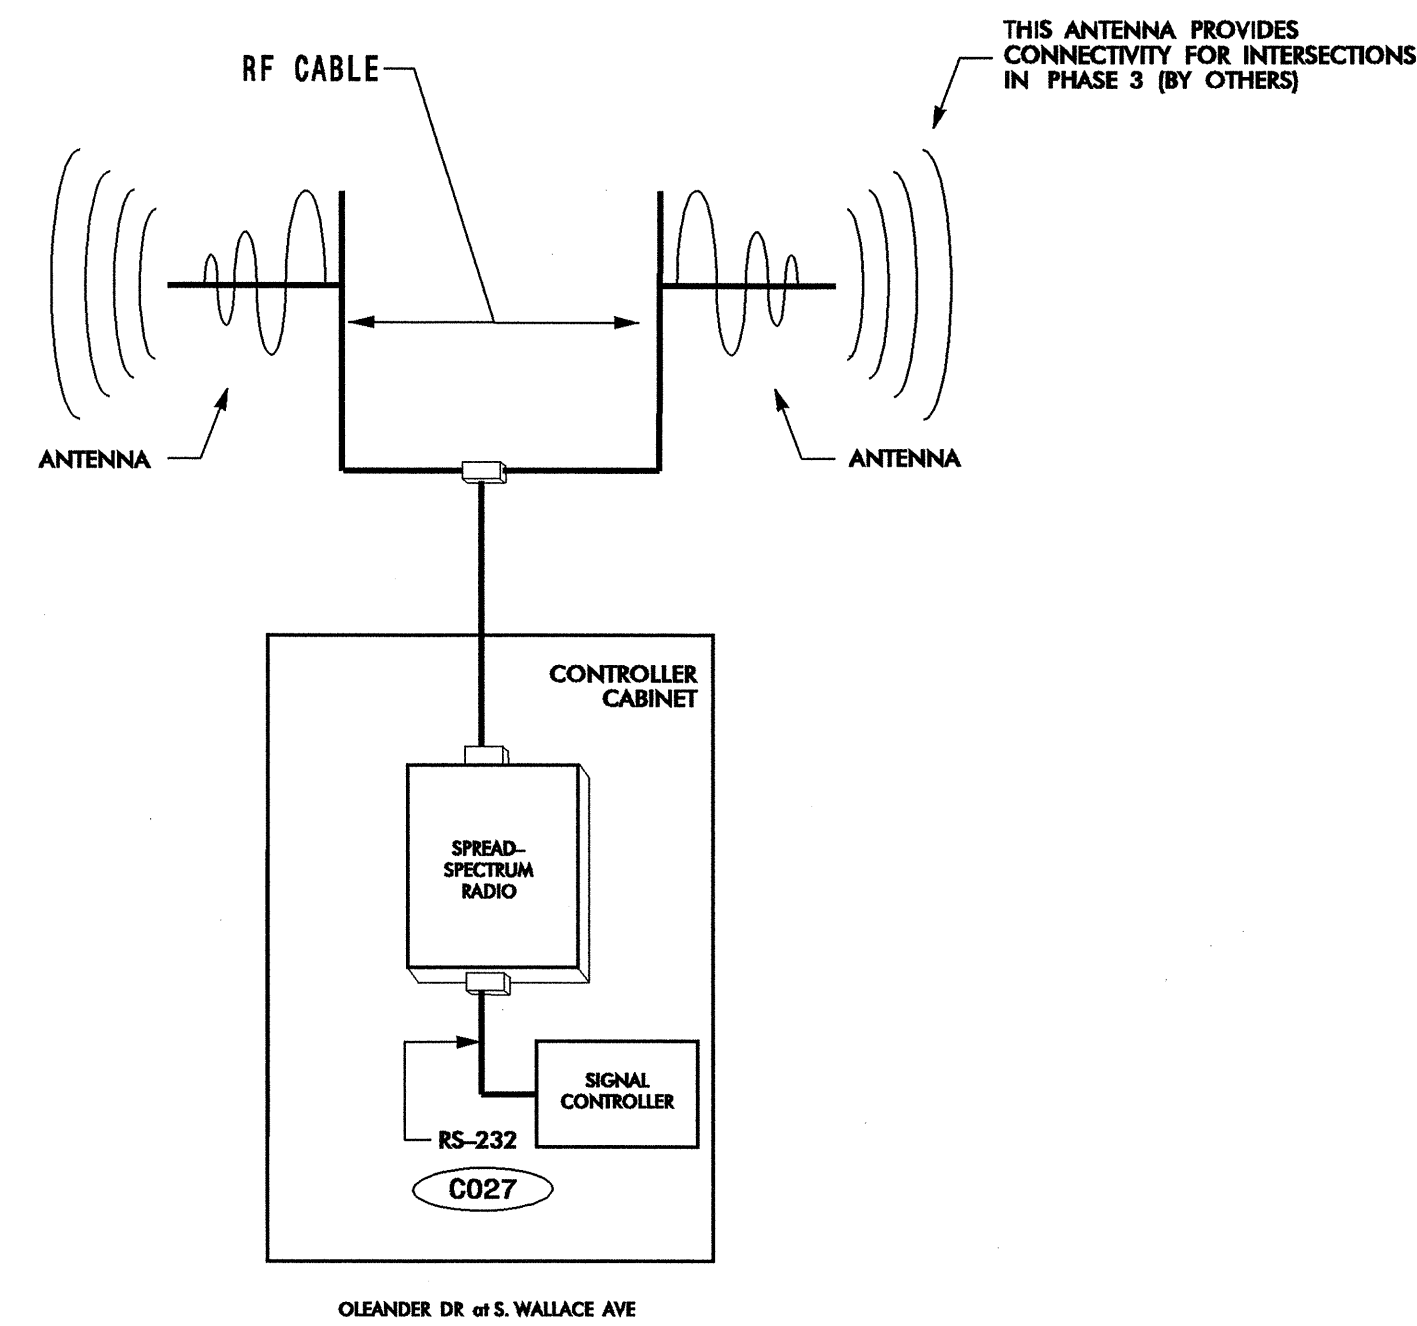 THIS ANTENNA PROVIDES
CONNECTIVITY FOR INTERSECTIONS
IN PHASE 3 (BY OTHERS)
RF CABLE
ANTENNA
ANTENNA
CONTROLLER
CABINET
SPREAD-
SPECTRUM
RADIO
SIGNAL
CONTROLLER
RS-232
C027
OLEANDER DR at S. WALLACE AVE